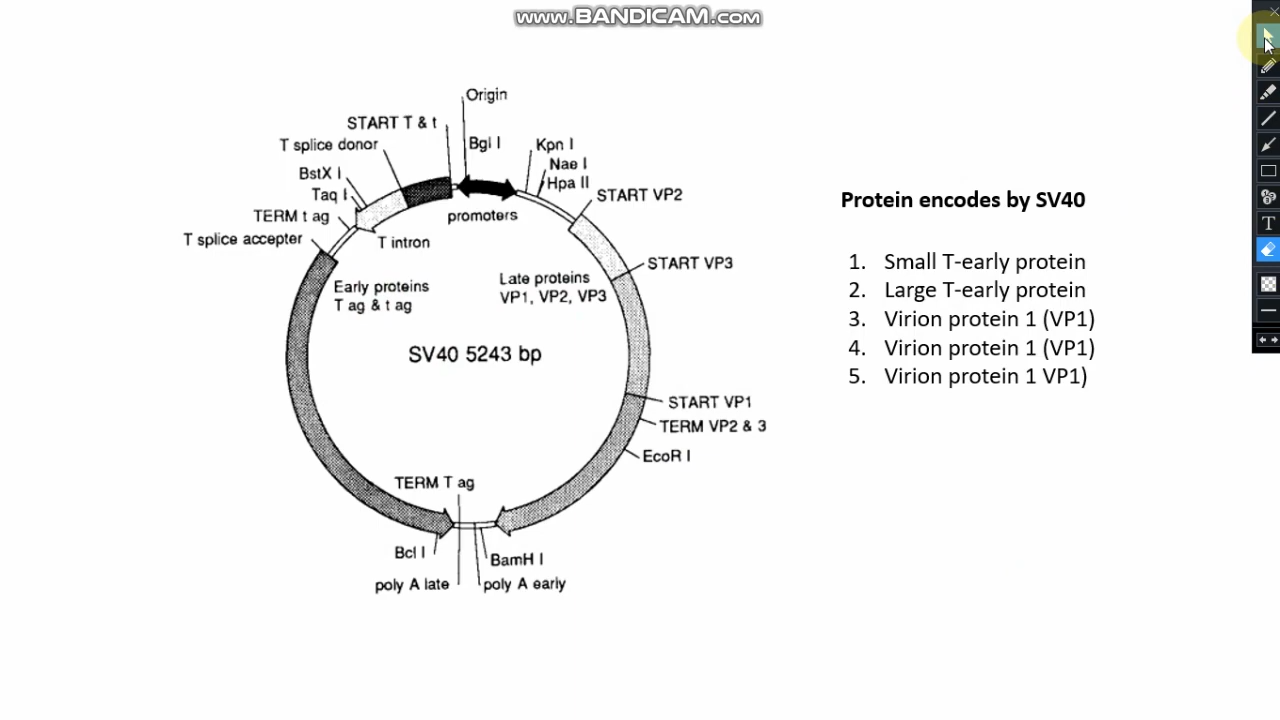 www.BANDICAM.com
Origin
START T & t
Bgl I
T splice donor
Kpn I
Nae I
BstX I
Hpa II
Taq I
START VP2
TERM t ag
promoters
T splice accepter
T intron
START VP3
Early proteins
T ag & t ag
Late proteins
VP1, VP2, VP3
SV40 5243 bp
START VP1
TERM VP2 & 3
EcoR I
TERM T ag
Bcl I
BamH I
poly A late
poly A early
Protein encodes by SV40
1. Small T-early protein
2. Large T-early protein
3. Virion protein 1 (VP1)
4. Virion protein 1 (VP1)
5. Virion protein 1 VP1)
T